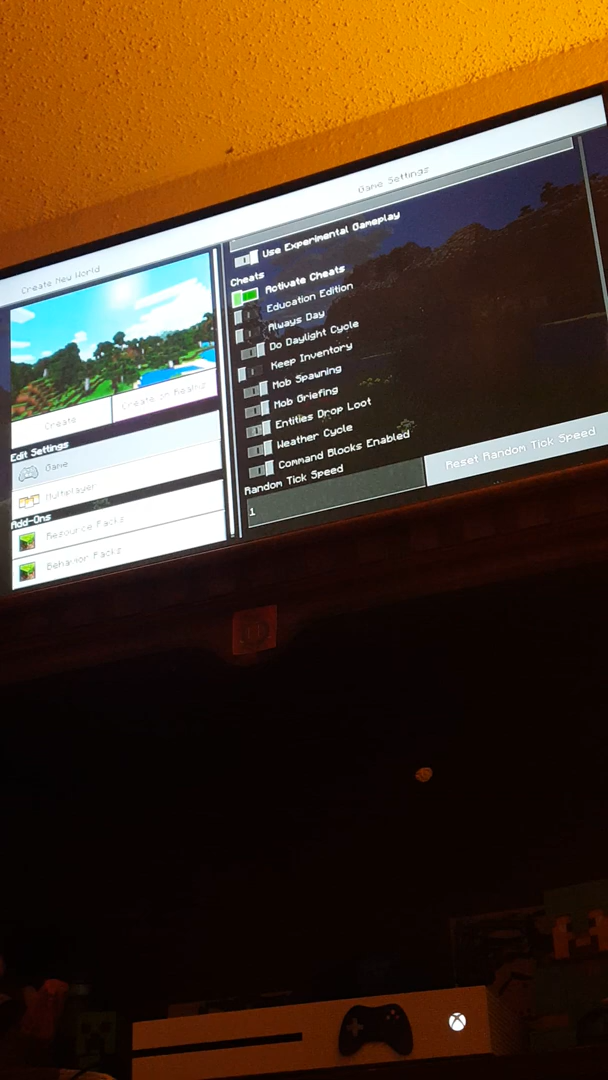 Game Settings
Create New World
Use Experimental Gameplay
Cheats
Activate Cheats
Education Edition
Always Day
Do Daylight Cycle
Keep Inventory
Mob Spawning
Mob Griefing
Entities Drop Loot
Weather Cycle
Command Blocks Enabled
Random Tick Speed
1
Reset Random Tick Speed
Create
Create in Realms
Edit Settings
Game
Multiplayer
Add-Ons
Resource Packs
Behavior Packs